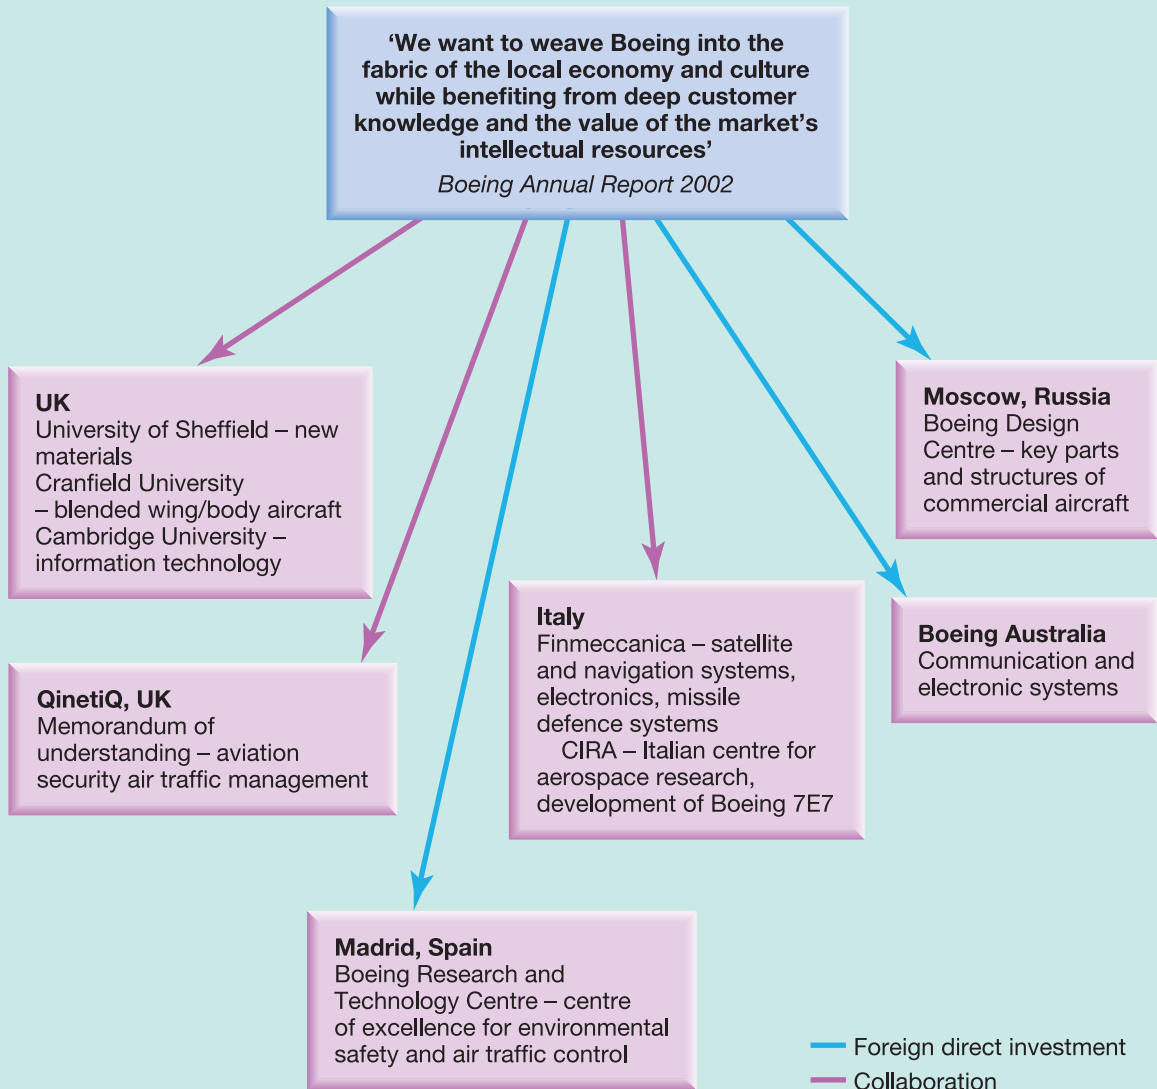 ‘We want to weave Boeing into the
fabric of the local economy and culture
while benefiting from deep customer
knowledge and the value of the market’s
intellectual resources’
Boeing Annual Report 2002
UK
University of Sheffield – new
materials
Cranfield University
– blended wing/body aircraft
Cambridge University –
information technology
QinetiQ, UK
Memorandum of
understanding – aviation
security air traffic management
Madrid, Spain
Boeing Research and
Technology Centre – centre
of excellence for environmental
safety and air traffic control
Italy
Finmeccanica – satellite
and navigation systems,
electronics, missile
defence systems
CIRA – Italian centre for
aerospace research,
development of Boeing 7E7
Moscow, Russia
Boeing Design
Centre – key parts
and structures of
commercial aircraft
Boeing Australia
Communication and
electronic systems
Foreign direct investment
Collaboration